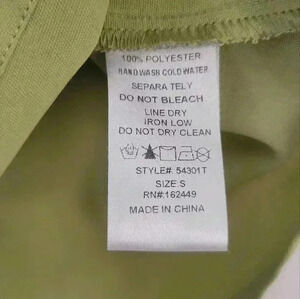 100% POLYESTER
HAND WASH COLD WATER
SEPARA TELY
DO NOT BLEACH
LINE DRY
IRON LOW
DO NOT DRY CLEAN
STYLE#: 54301T
SIZE:S
RN#:162449
MADE IN CHINA